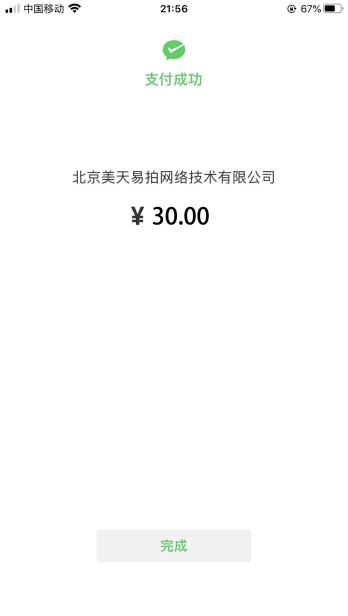 中国移动 21:56 67%
支付成功
北京美天易拍网络技术有限公司
¥ 30.00
完成